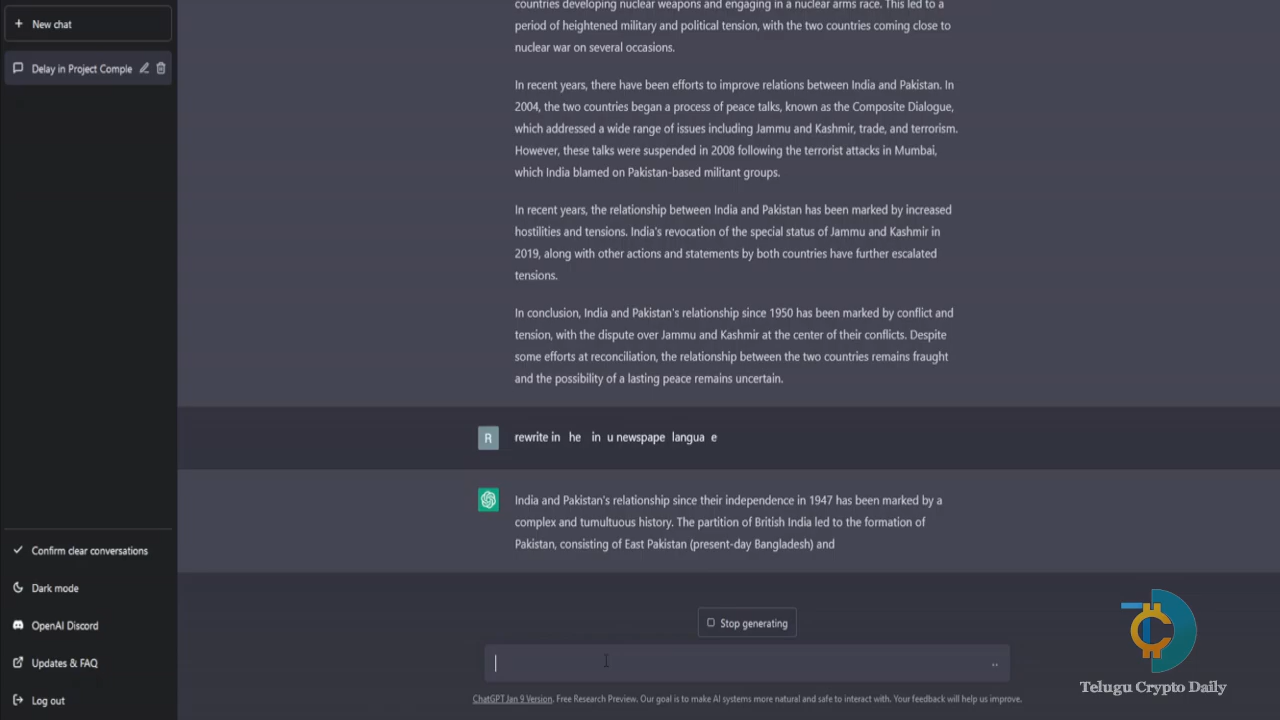 New chat
Delay in Project Comple
countries developing nuclear weapons and engaging in a nuclear arms race. This led to a
period of heightened military and political tension, with the two countries coming close to
nuclear war on several occasions.
In recent years, there have been efforts to improve relations between India and Pakistan. In
2004, the two countries began a process of peace talks, known as the Composite Dialogue,
which addressed a wide range of issues including Jammu and Kashmir, trade, and terrorism.
However, these talks were suspended in 2008 following the terrorist attacks in Mumbai,
which India blamed on Pakistan-based militant groups.
In recent years, the relationship between India and Pakistan has been marked by increased
hostilities and tensions. India's revocation of the special status of Jammu and Kashmir in
2019, along with other actions and statements by both countries have further escalated
tensions.
In conclusion, India and Pakistan's relationship since 1950 has been marked by conflict and
tension, with the dispute over Jammu and Kashmir at the center of their conflicts. Despite
some efforts at reconciliation, the relationship between the two countries remains fraught
and the possibility of a lasting peace remains uncertain.
R
rewrite in he in u newspape langua e
India and Pakistan's relationship since their independence in 1947 has been marked by a
complex and tumultuous history. The partition of British India led to the formation of
Pakistan, consisting of East Pakistan (present-day Bangladesh) and
Confirm clear conversations
Dark mode
OpenAI Discord
Updates & FAQ
Log out
Stop generating
ChatGPT Jan 9 Version. Free Research Preview. Our goal is to make AI systems more natural and safe to interact with. Your feedback will help us improve.
Telugu Crypto Daily